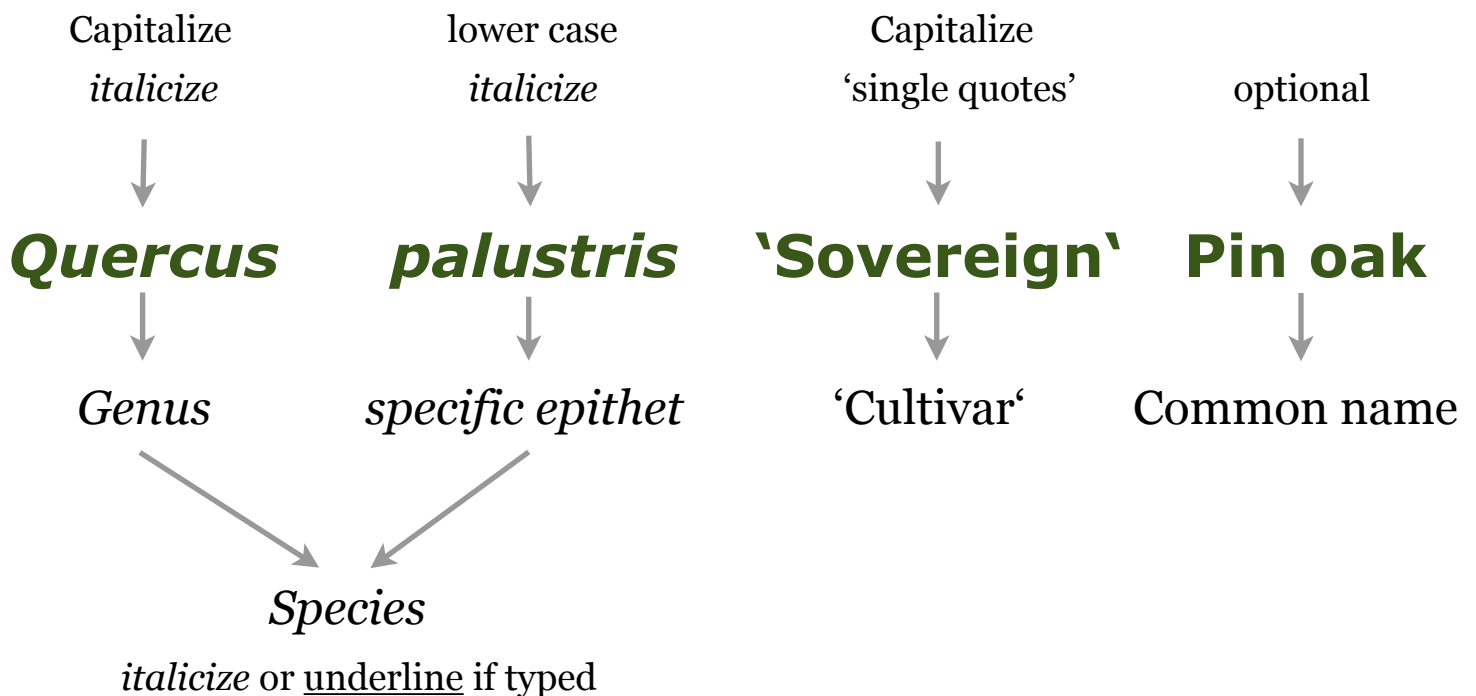 Capitalize lower case Capitalize
italicize italicize ‘single quotes’ optional
Quercus palustris ‘Sovereign‘ Pin oak
Genus specific epithet ‘Cultivar‘ Common name
Species
italicize or underline if typed